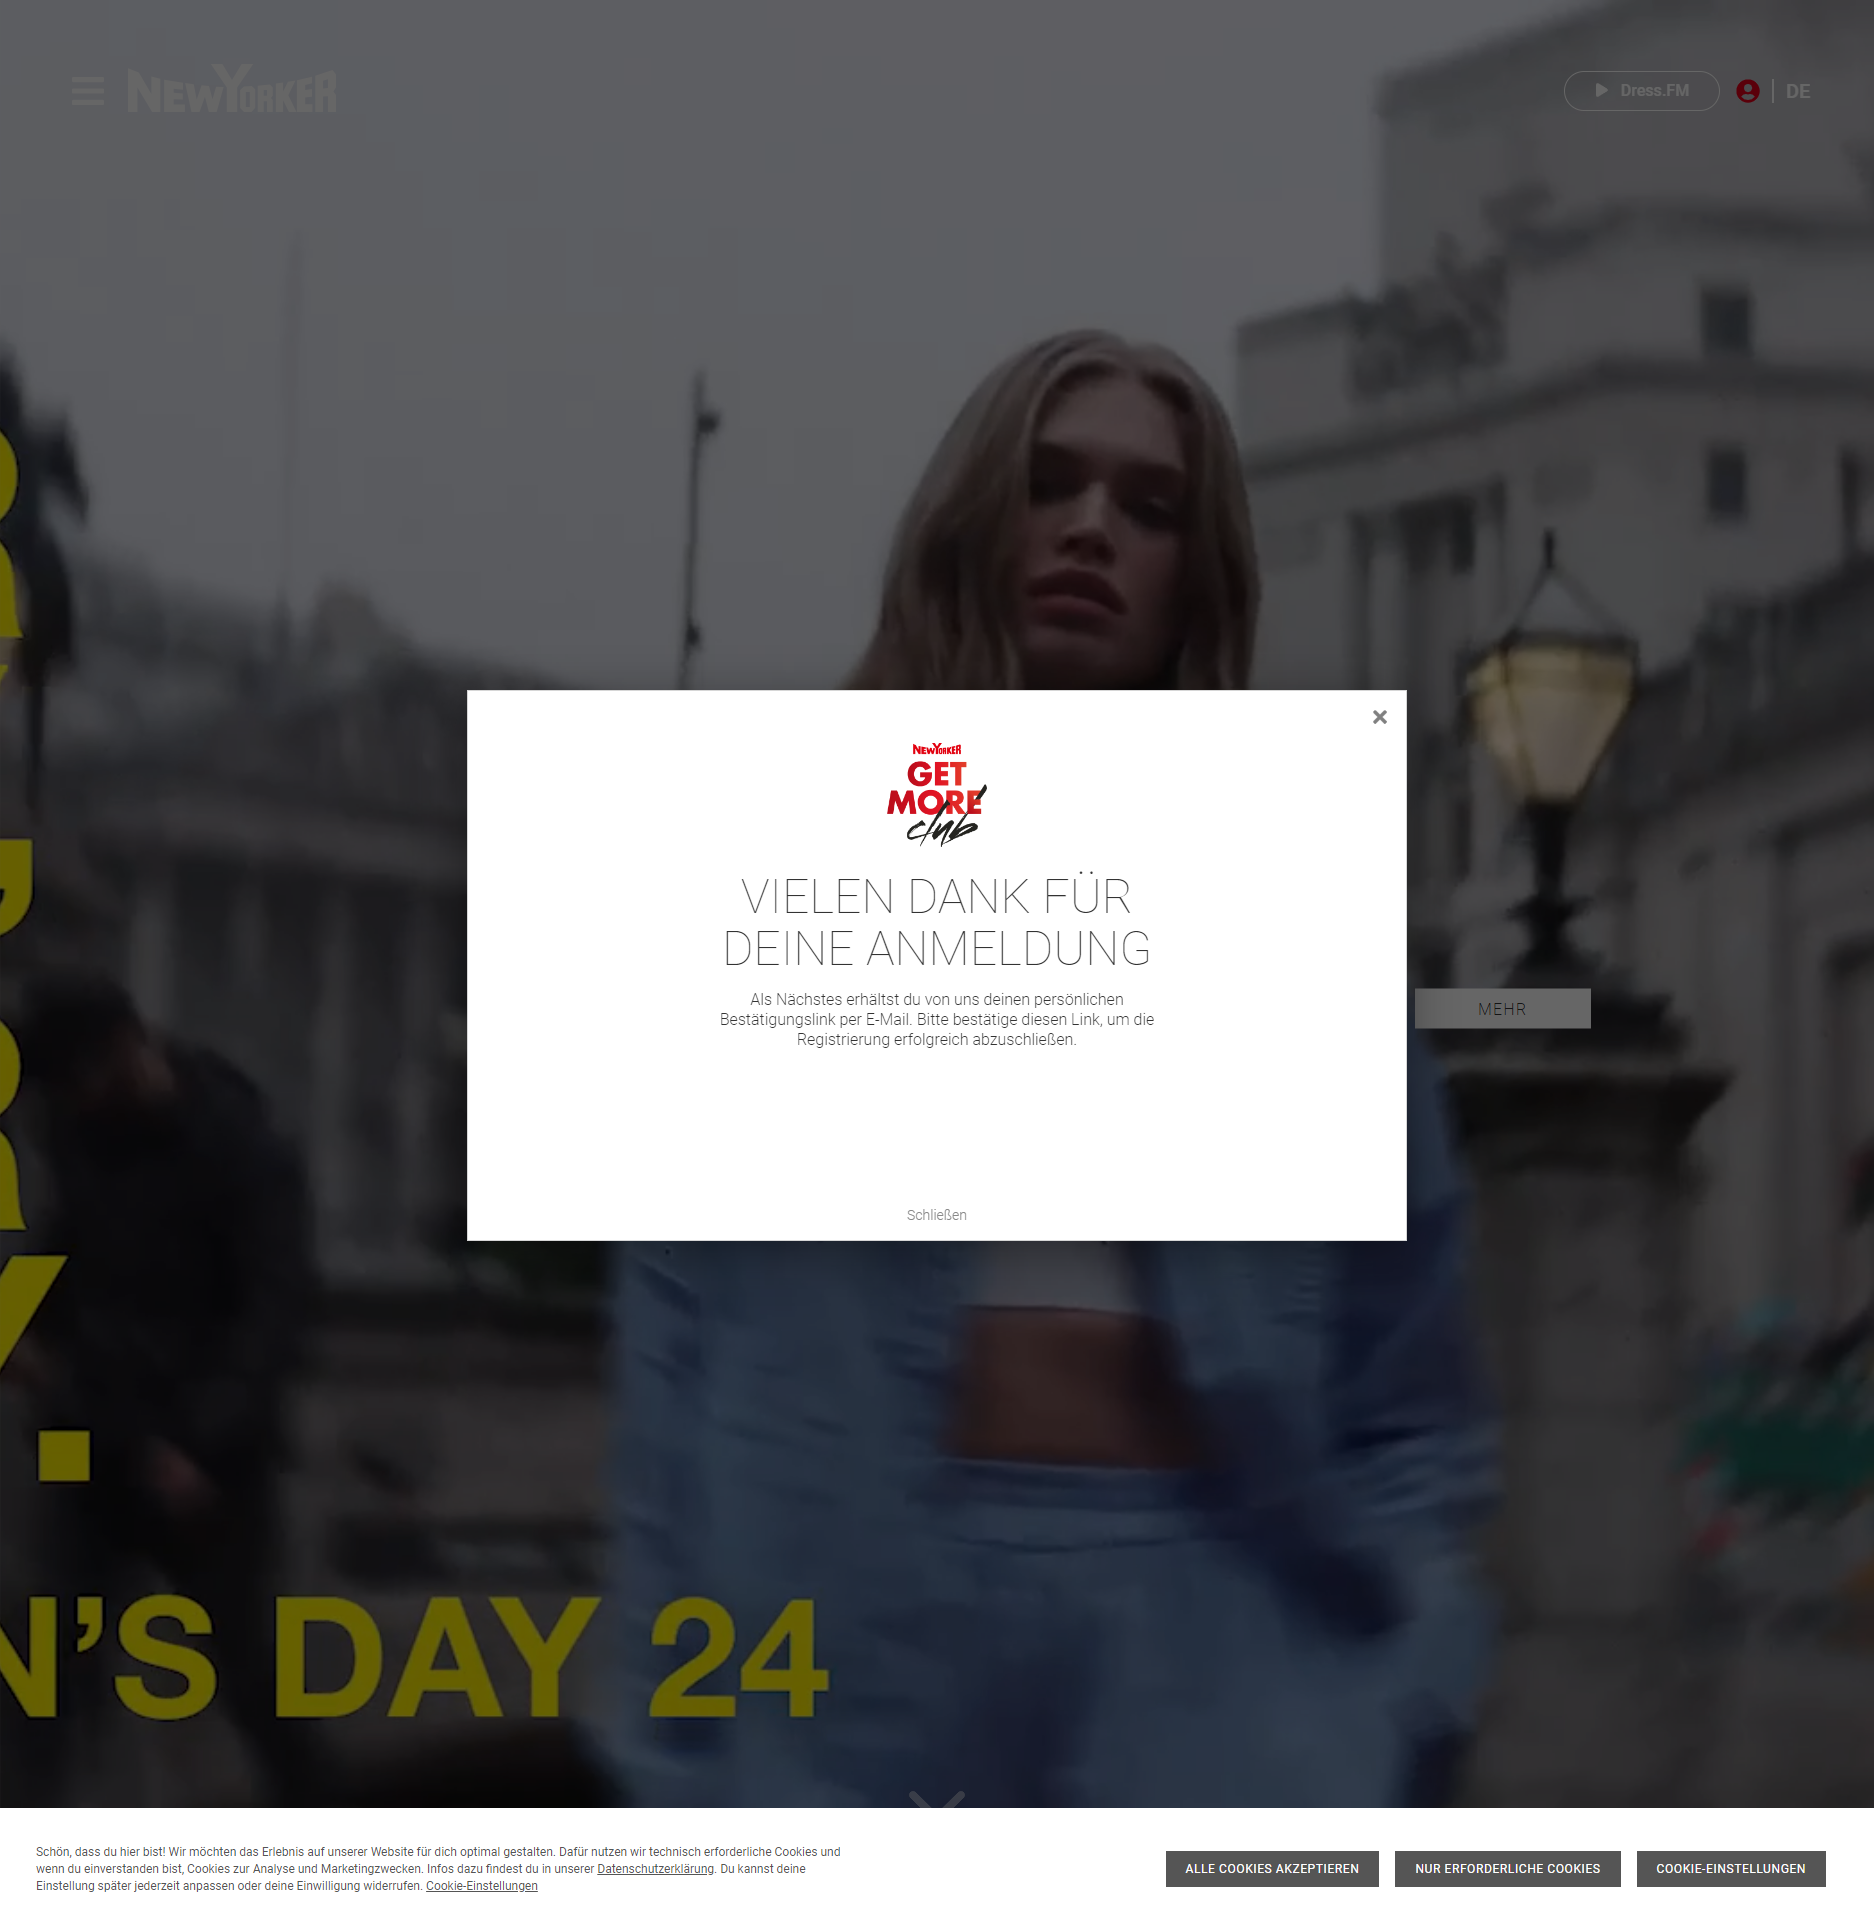 NEWYORKER
Dress.FM
DE
NEWYORKER
GET
MORE
club
VIELEN DANK FÜR
DEINE ANMELDUNG
Als Nächstes erhältst du von uns deinen persönlichen
Bestätigungslink per E-Mail. Bitte bestätige diesen Link, um die
Registrierung erfolgreich abzuschließen.
MEHR
Schließen
N'S DAY 24
Schön, dass du hier bist! Wir möchten das Erlebnis auf unserer Website für dich optimal gestalten. Dafür nutzen wir technisch erforderliche Cookies und
wenn du einverstanden bist, Cookies zur Analyse und Marketingzwecken. Infos dazu findest du in unserer Datenschutzerklärung. Du kannst deine
Einstellung später jederzeit anpassen oder deine Einwilligung widerrufen. Cookie-Einstellungen
ALLE COOKIES AKZEPTIEREN
NUR ERFORDERLICHE COOKIES
COOKIE-EINSTELLUNGEN